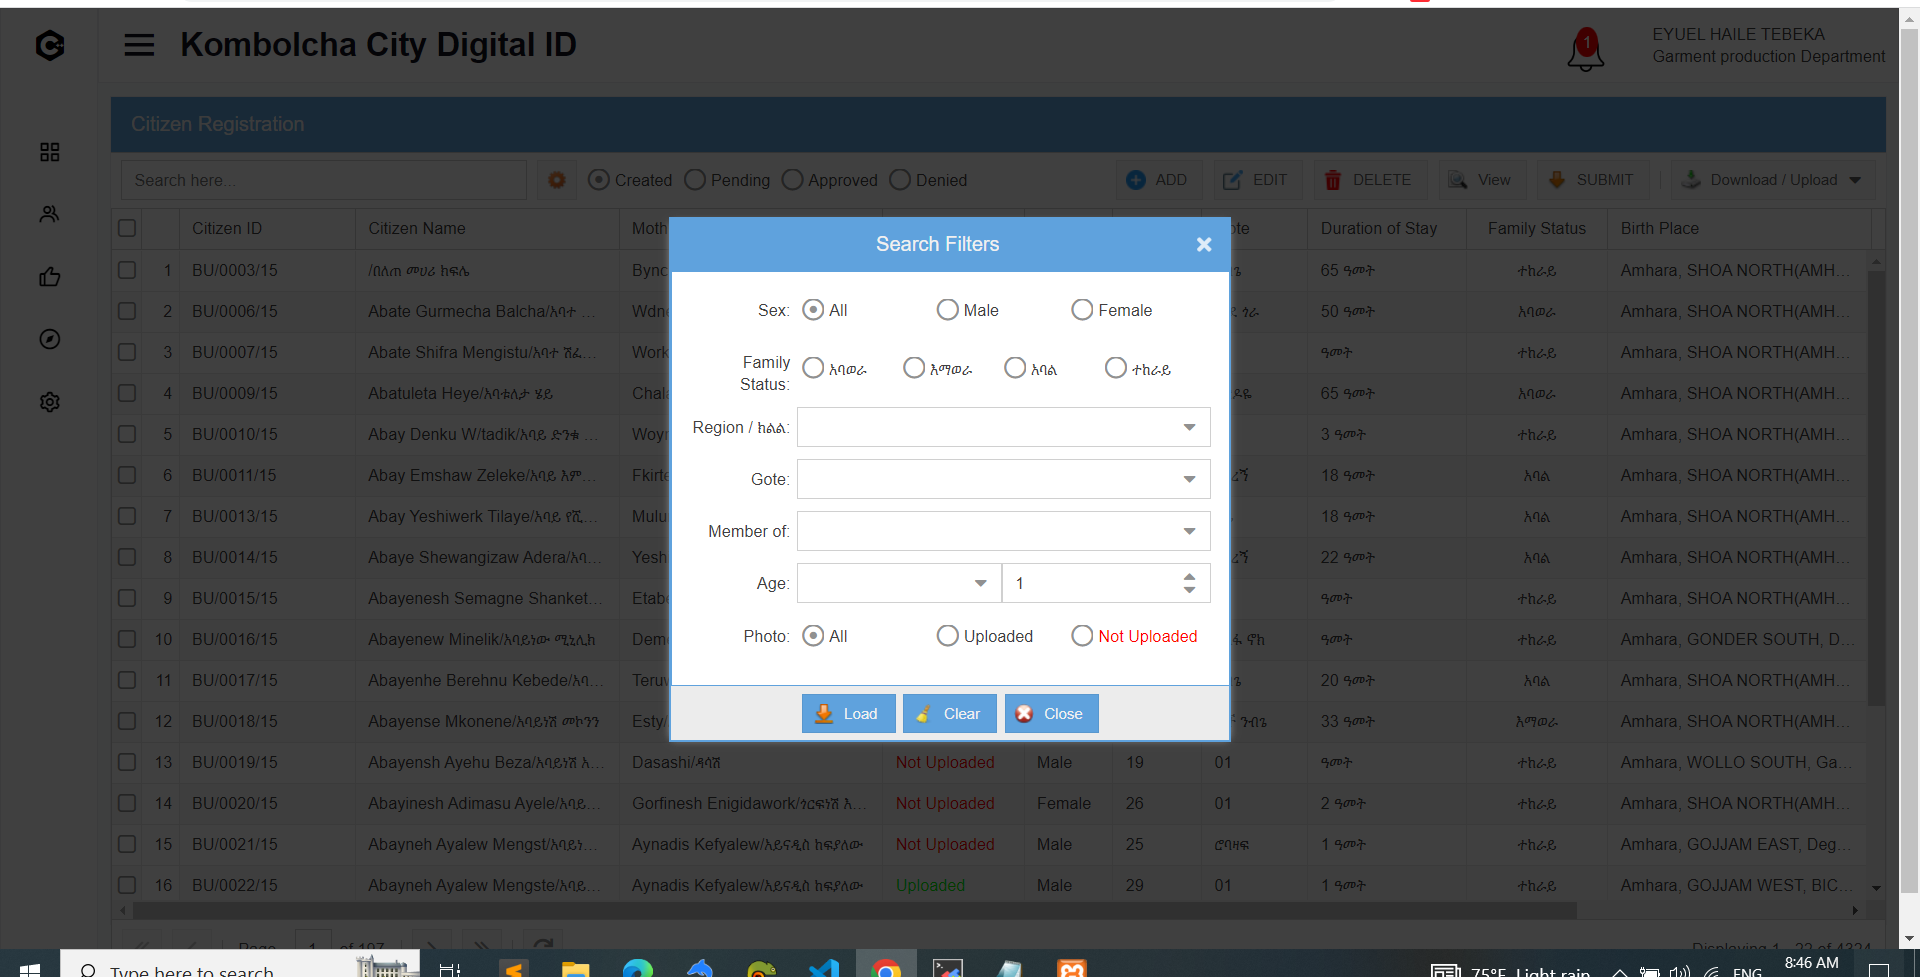 Kombolcha City Digital ID
1
EYUEL HAILE TEBEKA
Garment production Department
Citizen Registration
Search here...
Created Pending Approved Denied
ADD EDIT DELETE View SUBMIT Download / Upload
Citizen ID Citizen Name Moth Duration of Stay Family Status Birth Place
1 BU/0003/15 /በለጠ መሀሪ ክፍሌ 65 ዓመት ተከራይ Amhara, SHOA NORTH(AMH...
2 BU/0006/15 Abate Gurmecha Balcha/አባተ ... ጎራ 50 ዓመት አባወራ Amhara, SHOA NORTH(AMH...
3 BU/0007/15 Abate Shifra Mengistu/አባተ ሽፈ... Work ዓመት ተከራይ Amhara, SHOA NORTH(AMH...
4 BU/0009/15 Abatuleta Heye/አባቱለታ ሄይ Chala 65 ዓመት አባወራ Amhara, SHOA NORTH(AMH...
5 BU/0010/15 Abay Denku W/tadik/አባይ ድንቁ ... 3 ዓመት ተከራይ Amhara, SHOA NORTH(AMH...
6 BU/0011/15 Abay Emshaw Zeleke/አባይ እም... Fkirte 18 ዓመት አባል Amhara, SHOA NORTH(AMH...
7 BU/0013/15 Abay Yeshiwerk Tilaye/አባይ የሺ... Mulu 18 ዓመት አባል Amhara, SHOA NORTH(AMH...
8 BU/0014/15 Abaye Shewangizaw Adera/አባ... Yesh 22 ዓመት አባል Amhara, SHOA NORTH(AMH...
9 BU/0015/15 Abayenesh Semagne Shanket... Etabe ዓመት ተከራይ Amhara, SHOA NORTH(AMH...
10 BU/0016/15 Abayenew Minelik/አባይነው ሚኒሊክ Deme ኖክ ዓመት ተከራይ Amhara, GONDER SOUTH, D...
11 BU/0017/15 Abayenhe Berehnu Kebede/አባ... Teruw 20 ዓመት አባል Amhara, SHOA NORTH(AMH...
12 BU/0018/15 Abayense Mkonene/አባይነሽ መኮንን Esty/ ንብጌ 33 ዓመት እማወራ Amhara, SHOA NORTH(AMH...
13 BU/0019/15 Abayensh Ayehu Beza/አባይነሽ አ... Dasashi/ዳሳሽ Not Uploaded Male 19 01 ዓመት ተከራይ Amhara, WOLLO SOUTH, Ga...
14 BU/0020/15 Abayinesh Adimasu Ayele/አባይ... Gorfinesh Enigidawork/ጎርፍነሽ እ... Not Uploaded Female 26 01 2 ዓመት ተከራይ Amhara, SHOA NORTH(AMH...
15 BU/0021/15 Abayneh Ayalew Mengst/አባይነ... Aynadis Kefyalew/አይናዲስ ከፍያለው Not Uploaded Male 25 ሮባዛፍ 1 ዓመት ተከራይ Amhara, GOJJAM EAST, Deg...
16 BU/0022/15 Abayneh Ayalew Mengste/አባይ... Aynadis Kefyalew/አይናዲስ ከፍያለው Uploaded Male 29 01 1 ዓመት ተከራይ Amhara, GOJJAM WEST, BIC...
Search Filters
Sex: All Male Female
Family Status: አባወራ እማወራ አባል ተከራይ
Region / ክልል:
Gote:
Member of:
Age: 1
Photo: All Uploaded Not Uploaded
Load Clear Close
Page 1 of 197
Displaying 1 - 22 of 4324
Type here to search
75°F Light rain
ENG
8:46 AM